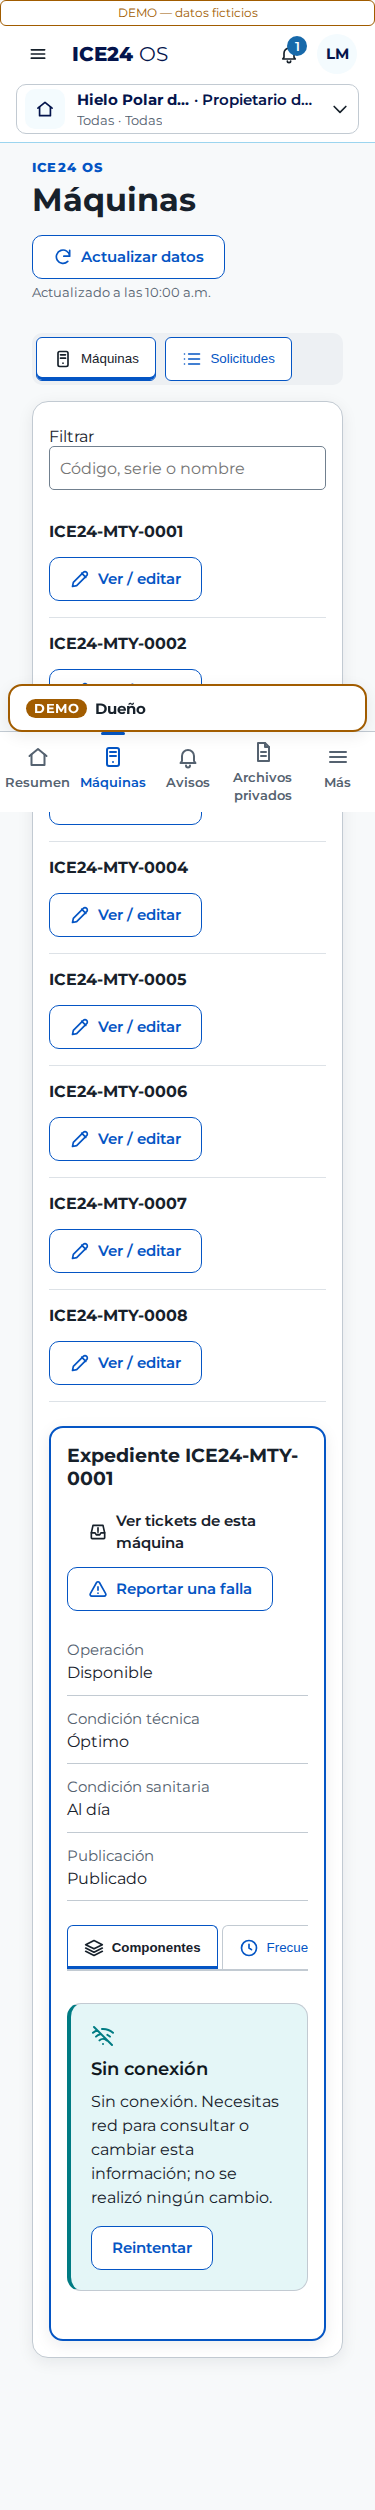 DEMO — datos ficticios
ICE24 OS
1
LM
Hielo Polar d... · Propietario d...
Todas · Todas
ICE24 OS
Máquinas
Actualizar datos
Actualizado a las 10:00 a.m.
Máquinas
Solicitudes
Filtrar
Código, serie o nombre
ICE24-MTY-0001
Ver / editar
ICE24-MTY-0002
DEMO Dueño
Resumen
Máquinas
Avisos
Archivos privados
Más
ICE24-MTY-0004
Ver / editar
ICE24-MTY-0005
Ver / editar
ICE24-MTY-0006
Ver / editar
ICE24-MTY-0007
Ver / editar
ICE24-MTY-0008
Ver / editar
Expediente ICE24-MTY-
0001
Ver tickets de esta
máquina
Reportar una falla
Operación
Disponible
Condición técnica
Óptimo
Condición sanitaria
Al día
Publicación
Publicado
Componentes
Frecue
Sin conexión
Sin conexión. Necesitas
red para consultar o
cambiar esta
información; no se
realizó ningún cambio.
Reintentar